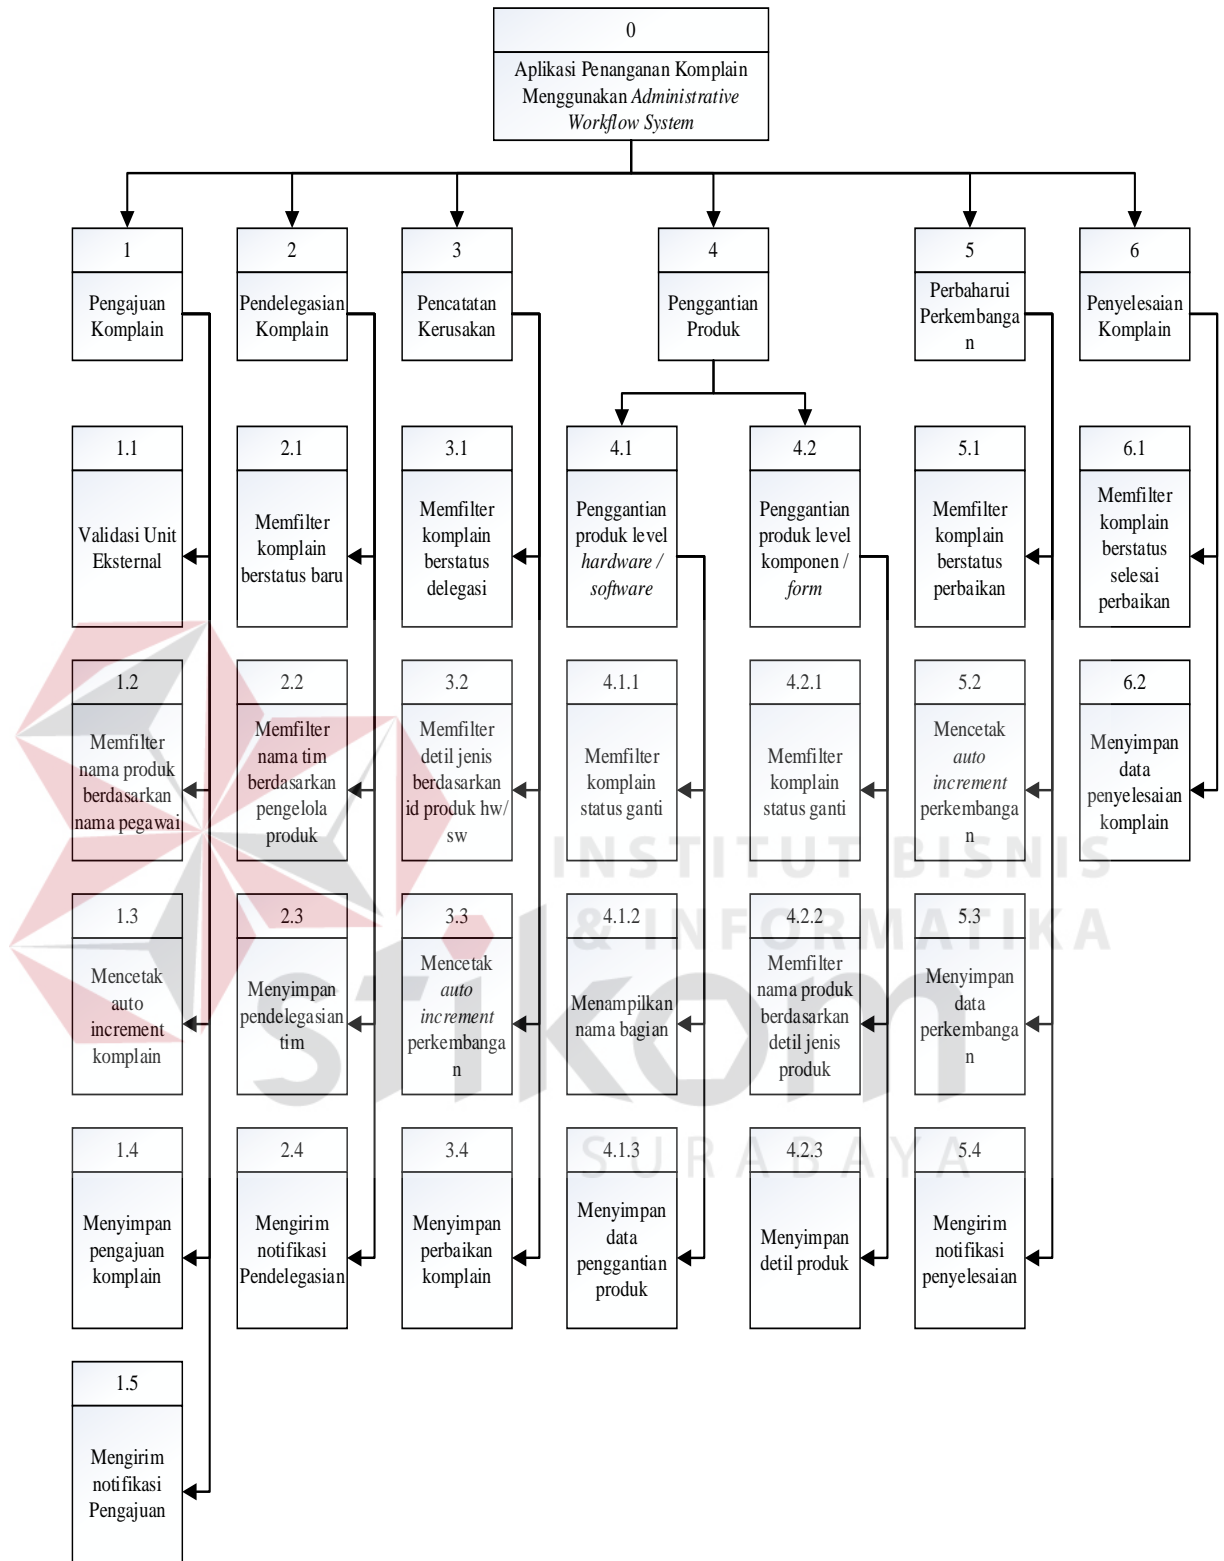 0
Aplikasi Penanganan Komplain
Menggunakan Administrative
Workflow System
1
Pengajuan
Komplain
2
Pendelegasian
Komplain
3
Pencatatan
Kerusakan
4
Penggantian
Produk
5
Perbaharui
Perkembanga
n
6
Penyelesaian
Komplain
1.1
Validasi Unit
Eksternal
2.1
Memfilter
komplain
berstatus baru
3.1
Memfilter
komplain
berstatus
delegasi
4.1
Penggantian
produk level
hardware /
software
4.2
Penggantian
produk level
komponen /
form
5.1
Memfilter
komplain
berstatus
perbaikan
6.1
Memfilter
komplain
berstatus
selesai
perbaikan
1.2
Memfilter
nama produk
berdasarkan
nama pegawai
2.2
Memfilter
nama tim
berdasarkan
pengelola
produk
3.2
Memfilter
detil jenis
berdasarkan
id produk hw/
sw
4.1.1
Memfilter
komplain
status ganti
4.2.1
Memfilter
komplain
status ganti
5.2
Mencetak
auto
increment
perkembanga
n
6.2
Menyimpan
data
penyelesaian
komplain
1.3
Mencetak
auto
increment
komplain
2.3
Menyimpan
pendelegasian
tim
3.3
Mencetak
auto
increment
perkembanga
n
4.1.2
Menampilkan
nama bagian
4.2.2
Memfilter
nama produk
berdasarkan
detil jenis
produk
5.3
Menyimpan
data
perkembanga
n
1.4
Menyimpan
pengajuan
komplain
2.4
Mengirim
notifikasi
Pendelegasian
3.4
Menyimpan
perbaikan
komplain
4.1.3
Menyimpan
data
penggantian
produk
4.2.3
Menyimpan
detil produk
5.4
Mengirim
notifikasi
penyelesaian
1.5
Mengirim
notifikasi
Pengajuan
INSTITUT BISNIS
& INFORMATIKA
stikom
SURABAYA